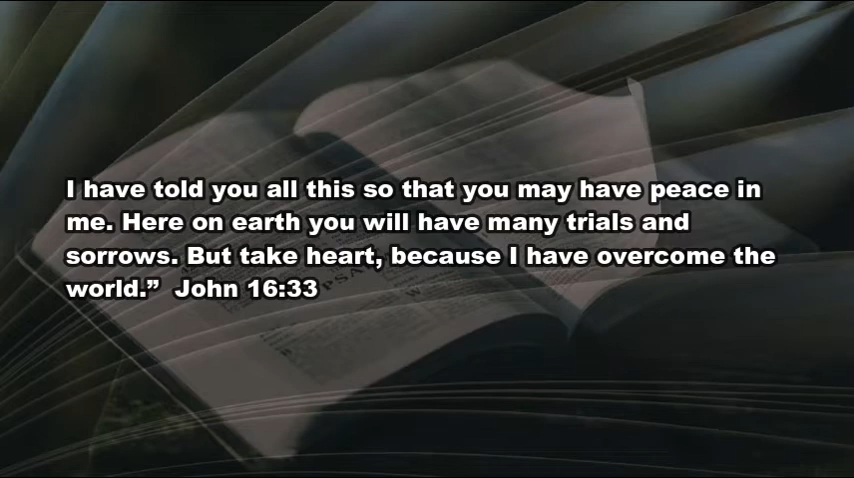 I have told you all this so that you may have peace in
me. Here on earth you will have many trials and
sorrows. But take heart, because I have overcome the
world.”  John 16:33
PSALM